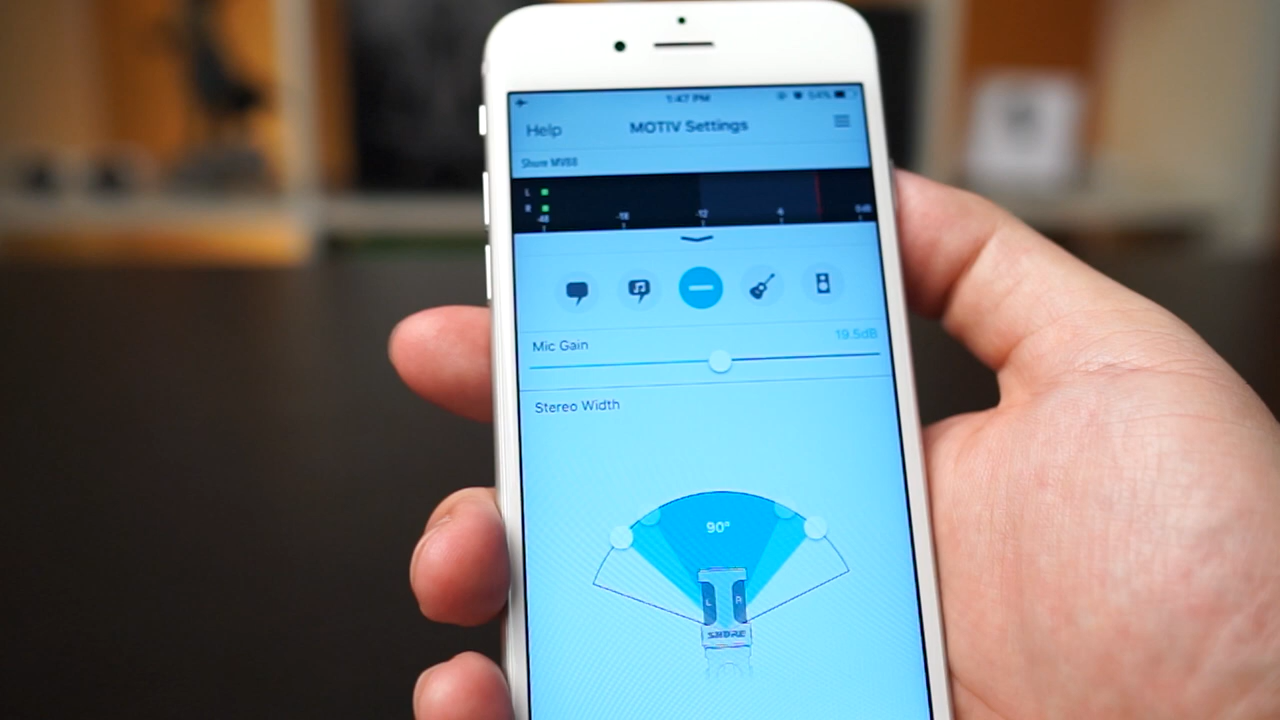 1:47 PM 54%
Help MOTIV Settings
Shure MV88
L
R
-48 -18 -12 -6 0dB
Mic Gain 19.5dB
Stereo Width
90°
L R
SHURE